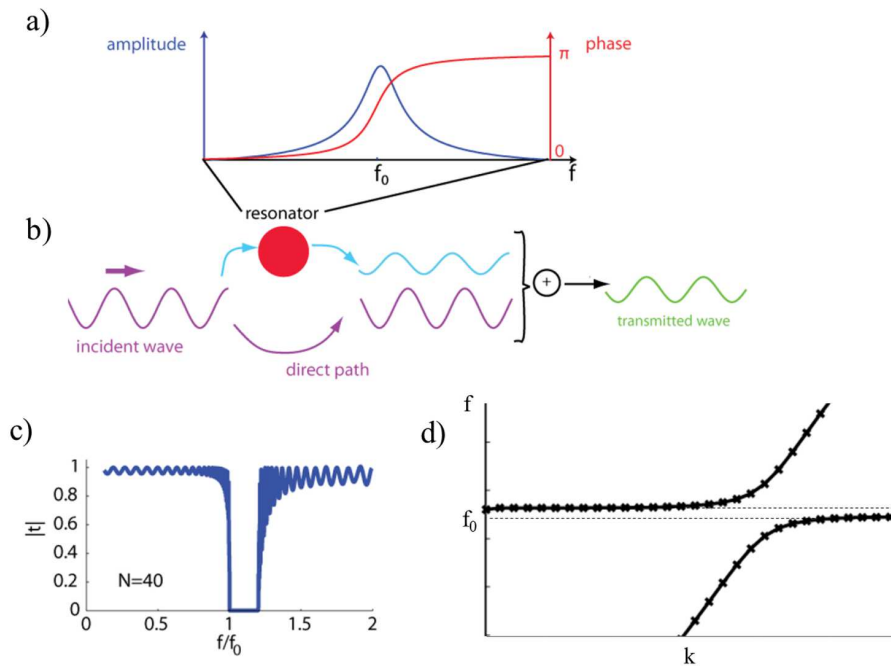 a)
amplitude
phase
π
0
f₀
f
resonator
b)
+
incident wave
direct path
transmitted wave
c)
1
0.8
0.6
0.4
0.2
0
|t|
N=40
0
0.5
1
1.5
2
f/f₀
d)
f
f₀
k